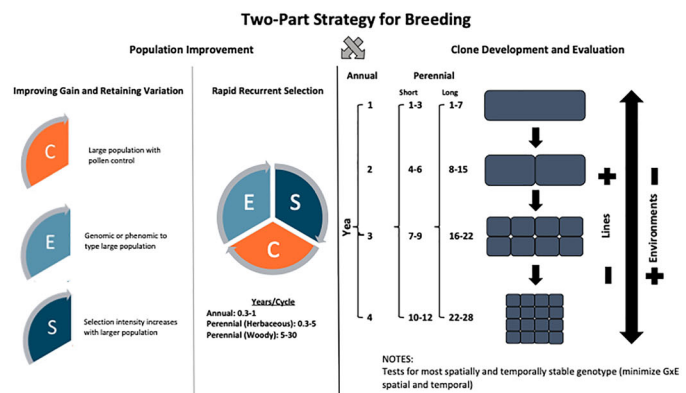 Two-Part Strategy for Breeding
Population Improvement
Improving Gain and Retaining Variation
C
Large population with
pollen control
E
Genomic or phenomic to
type large population
S
Selection intensity increases
with larger population
Rapid Recurrent Selection
E
S
C
Years/Cycle
Annual: 0.3-1
Perennial (Herbaceous): 0.3-5
Perennial (Woody): 5-30
Clone Development and Evaluation
Annual Perennial
Short Long
1 1-3 1-7
2 4-6 8-15
3 7-9 16-22
4 10-12 22-28
Yea
+ −
Lines
Environments
− +
NOTES:
Tests for most spatially and temporally stable genotype (minimize GxE
spatial and temporal)